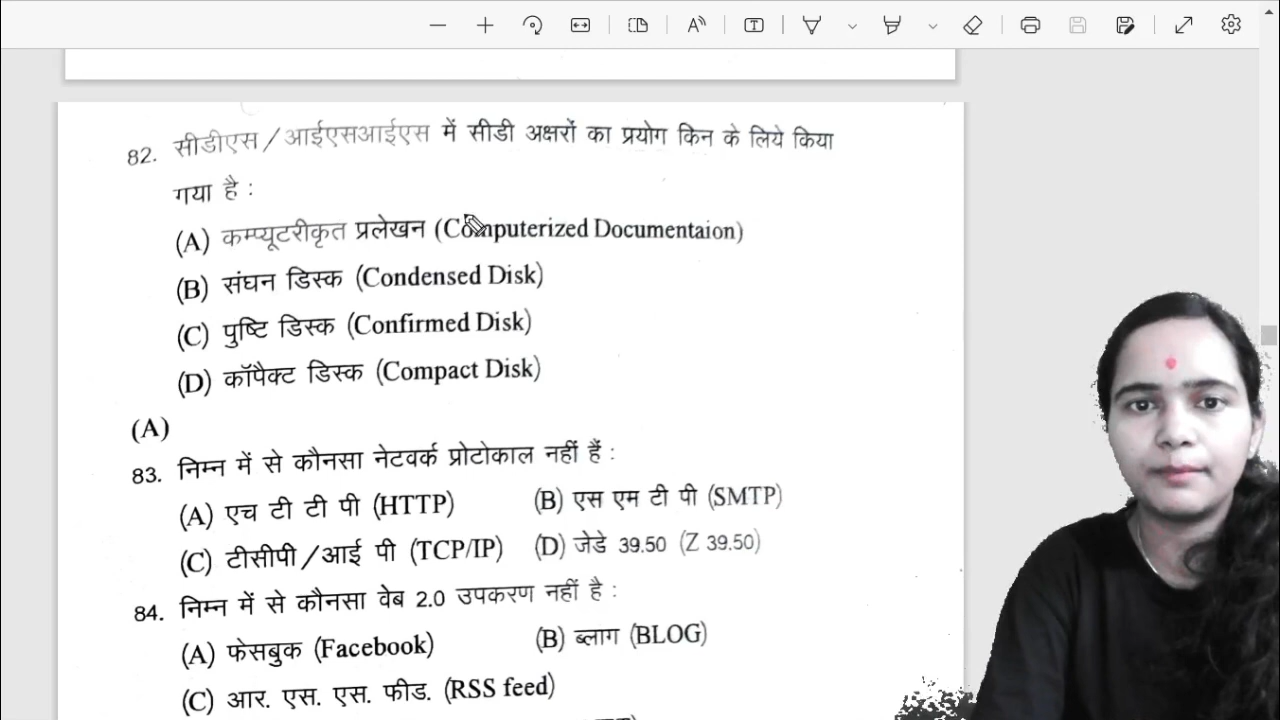 82. सीडीएस/आईएसआईएस में सीडी अक्षरों का प्रयोग किन के लिये किया
गया है :
(A) कम्प्यूटरीकृत प्रलेखन (Computerized Documentaion)
(B) संघन डिस्क (Condensed Disk)
(C) पुष्टि डिस्क (Confirmed Disk)
(D) कॉपैक्ट डिस्क (Compact Disk)
(A)
83. निम्न में से कौनसा नेटवर्क प्रोटोकाल नहीं हैं :
(A) एच टी टी पी (HTTP) (B) एस एम टी पी (SMTP)
(C) टीसीपी/आई पी (TCP/IP) (D) जेडे 39.50 (Z 39.50)
84. निम्न में से कौनसा वेब 2.0 उपकरण नहीं है :
(A) फेसबुक (Facebook) (B) ब्लाग (BLOG)
(C) आर. एस. एस. फीड. (RSS feed)